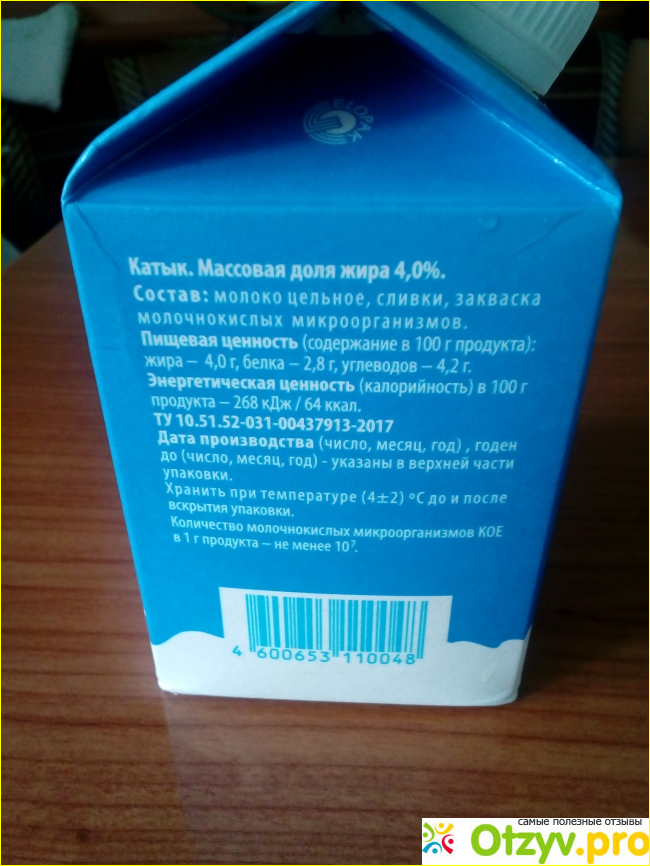 ELOPAK
Катык. Массовая доля жира 4,0%.
Состав: молоко цельное, сливки, закваска
молочнокислых микроорганизмов.
Пищевая ценность (содержание в 100 г продукта):
жира – 4,0 г, белка – 2,8 г, углеводов – 4,2 г.
Энергетическая ценность (калорийность) в 100 г
продукта – 268 кДж / 64 ккал.
ТУ 10.51.52-031-00437913-2017
Дата производства (число, месяц, год) , годен
до (число, месяц, год) - указаны в верхней части
упаковки.
Хранить при температуре (4±2) ºС до и после
вскрытия упаковки.
Количество молочнокислых микроорганизмов КОЕ
в 1 г продукта – не менее 10⁷.
4 600653 110048
самые полезные отзывы
Otzyv.pro